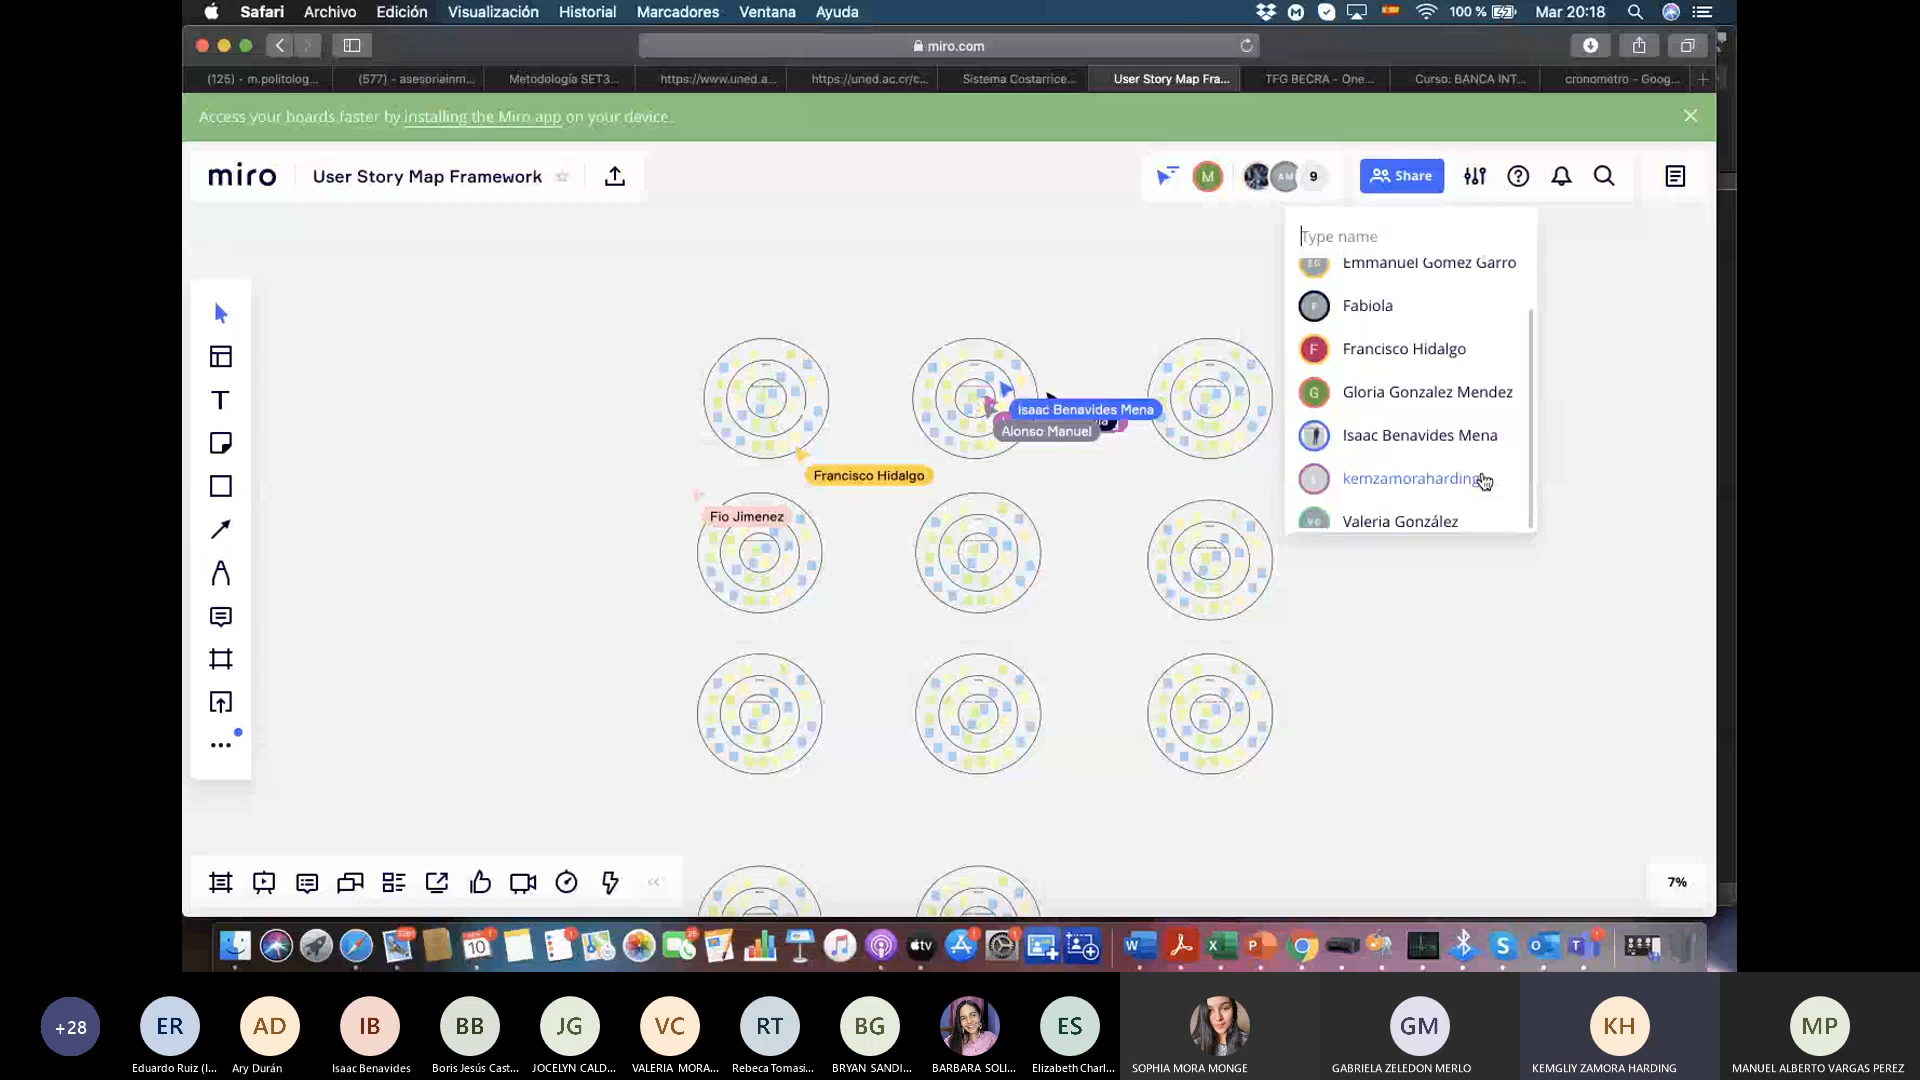 Safari Archivo Edición Visualización Historial Marcadores Ventana Ayuda
100 % Mar 20:18
miro.com
(125) - m.politolog...
(577) - asesoriainm...
Metodología SET3...
https://www.uned.a...
https://uned.ac.cr/c...
Sistema Costarrice...
User Story Map Fra...
TFG BECRA - One...
Curso: BANCA INT...
cronometro - Goog...
Access your boards faster by installing the Miro app on your device.
miro
User Story Map Framework
M
AM
9
Share
Type name
EG Emmanuel Gomez Garro
F Fabiola
F Francisco Hidalgo
G Gloria Gonzalez Mendez
Isaac Benavides Mena
kemzamoraharding
VG Valeria González
Isaac Benavides Mena
Alonso Manuel
Francisco Hidalgo
Fio Jimenez
7%
10
tv
+28
ER
AD
IB
BB
JG
VC
RT
BG
ES
GM
KH
MP
Eduardo Ruiz (I...
Ary Durán
Isaac Benavides
Boris Jesús Cast...
JOCELYN CALD...
VALERIA MORA...
Rebeca Tomasi...
BRYAN SANDI...
BARBARA SOLI...
Elizabeth Charl...
SOPHIA MORA MONGE
GABRIELA ZELEDON MERLO
KEMGLIY ZAMORA HARDING
MANUEL ALBERTO VARGAS PEREZ